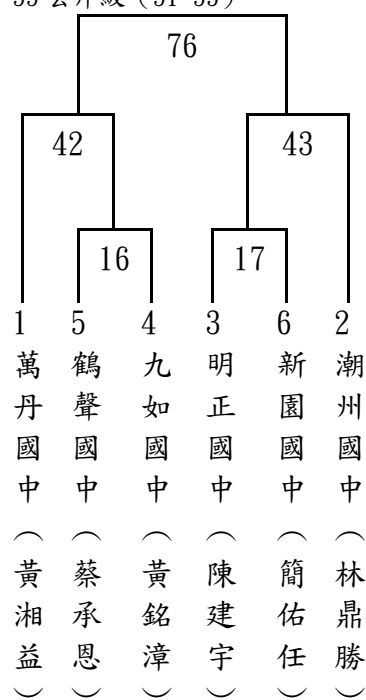 55公斤級（51-55）
76
42
43
16
17
1
5
4
3
6
2
萬丹國中（黃湘益）
鶴聲國中（蔡承恩）
九如國中（黃銘漳）
明正國中（陳建宇）
新園國中（簡佑任）
潮州國中（林鼎勝）